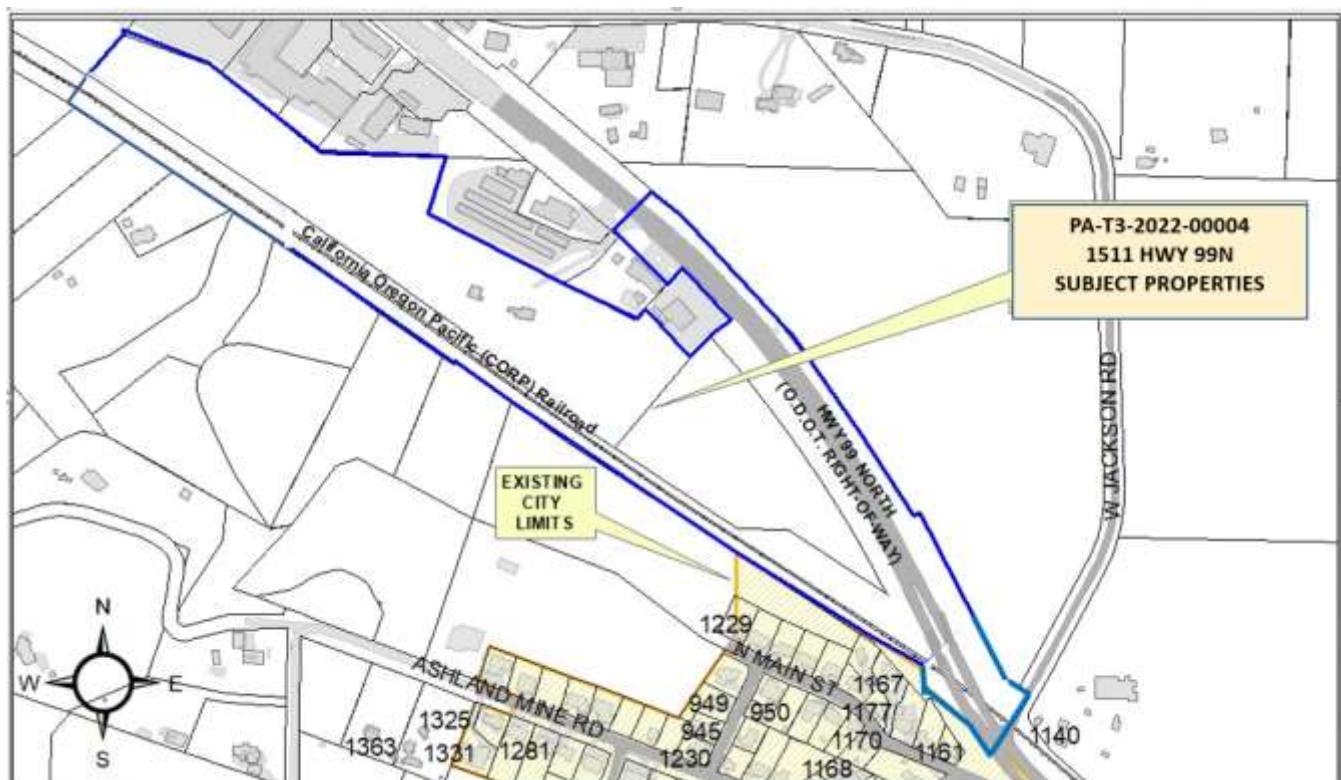 PA-T3-2022-00004
1511 HWY 99N
SUBJECT PROPERTIES
California Oregon Pacific (CORP) Railroad
HWY 99 NORTH
(O.D.O.T. RIGHT-OF-WAY)
W JACKSON RD
EXISTING
CITY
LIMITS
N
W
E
S
1229
N MAIN ST
ASHLAND MINE RD
1167
949
950
1177
1325
945
1170
1363
1331
1281
1230
1161
1140
1168